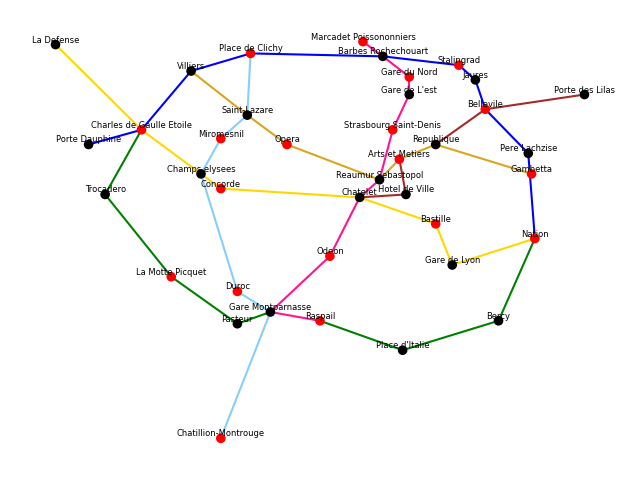 Marcadet Poissononniers
La Defense
Place de Clichy
Barbes Rochechouart
Stalingrad
Villiers
Gare du Nord
Jaures
Gare de L'est
Porte des Lilas
Saint-Lazare
Belleville
Charles de Gaulle Etoile
Strasbourg Saint-Denis
Porte Dauphine
Miromesnil
Opera
Republique
Pere Lachzise
Arts et Metiers
Champs elysees
Reaumur Sebastopol
Gambetta
Concorde
Trocadero
Chatelet
Hotel de Ville
Bastille
Nation
Odeon
Gare de Lyon
La Motte Picquet
Duroc
Gare Montparnasse
Pasteur
Raspail
Bercy
Place d'Italie
Chatillion-Montrouge